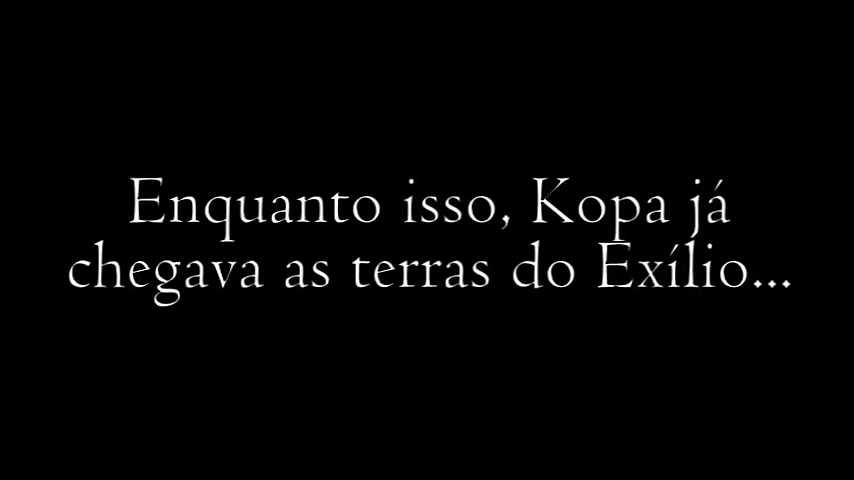 Enquanto isso, Kopa já
chegava as terras do Exílio...